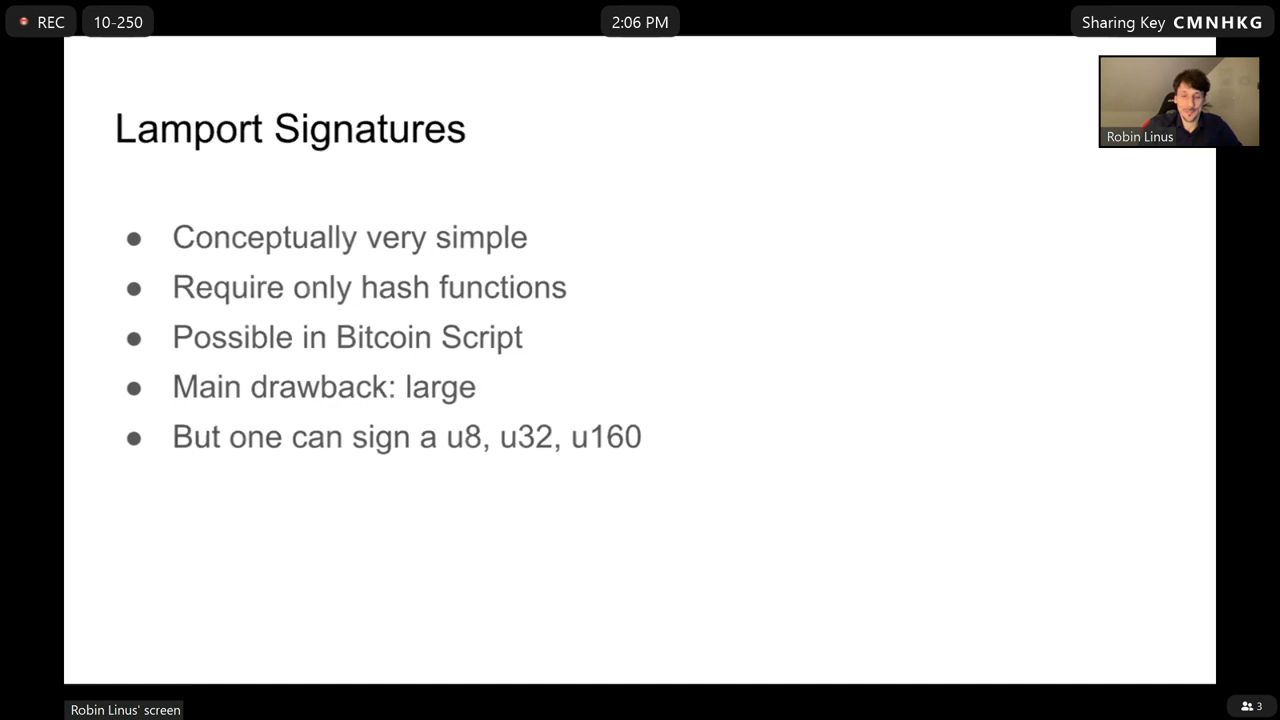 REC
10-250
2:06 PM
Sharing Key CMNHKG
Robin Linus
Lamport Signatures
● Conceptually very simple
● Require only hash functions
● Possible in Bitcoin Script
● Main drawback: large
● But one can sign a u8, u32, u160
Robin Linus' screen
3